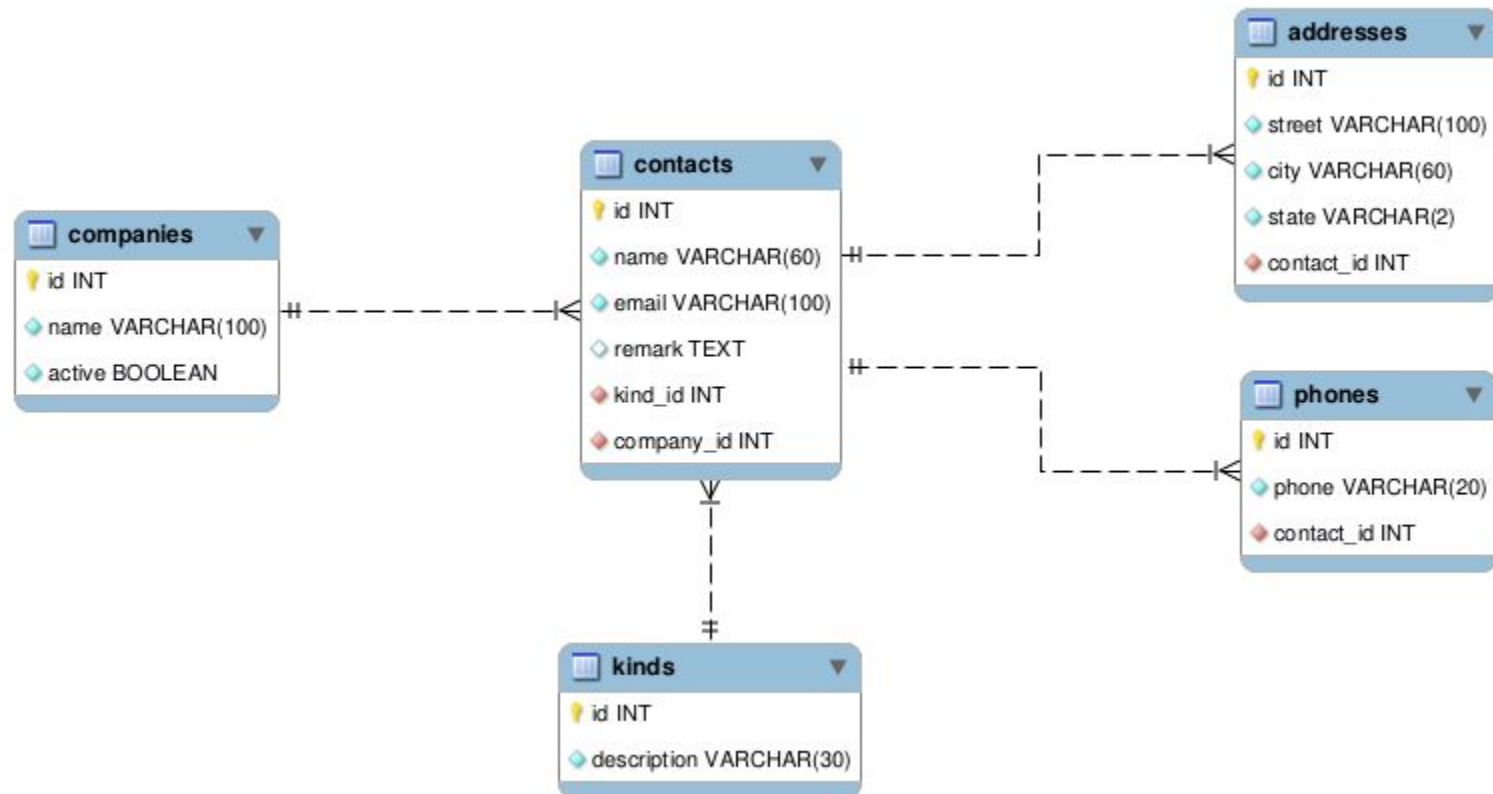 companies
id INT
name VARCHAR(100)
active BOOLEAN
contacts
id INT
name VARCHAR(60)
email VARCHAR(100)
remark TEXT
kind_id INT
company_id INT
kinds
id INT
description VARCHAR(30)
addresses
id INT
street VARCHAR(100)
city VARCHAR(60)
state VARCHAR(2)
contact_id INT
phones
id INT
phone VARCHAR(20)
contact_id INT